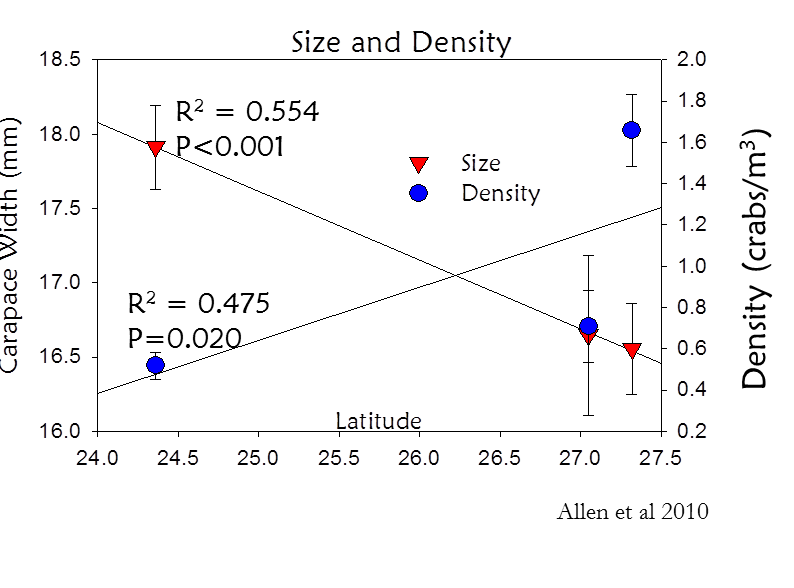 Size and Density
18.5
18.0
17.5
17.0
16.5
16.0
Carapace Width (mm)
R² = 0.554
P<0.001
R² = 0.475
P=0.020
Size
Density
2.0
1.8
1.6
1.4
1.2
1.0
0.8
0.6
0.4
0.2
Density (crabs/m³)
Latitude
24.0 24.5 25.0 25.5 26.0 26.5 27.0 27.5
Allen et al 2010